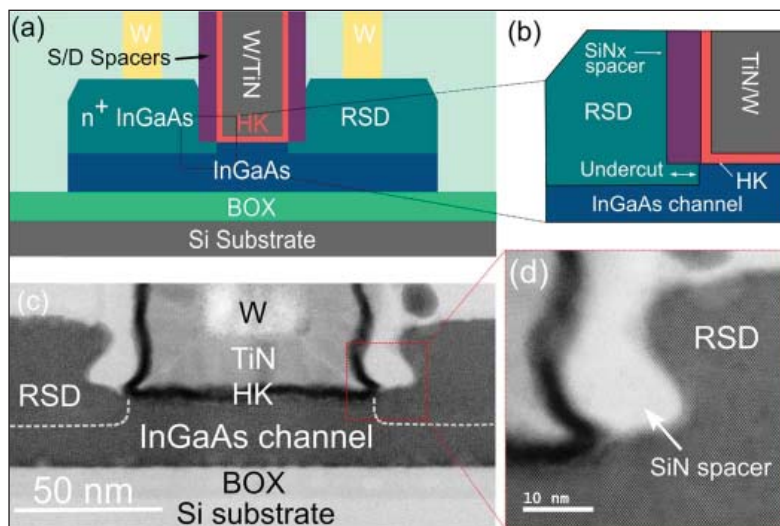 (a)
W
W/TiN
W
S/D Spacers
n+ InGaAs
HK
RSD
InGaAs
BOX
Si Substrate
(b)
SiNx
spacer
TiN/W
RSD
Undercut
HK
InGaAs channel
(c)
W
TiN
HK
RSD
InGaAs channel
50 nm
BOX
Si substrate
(d)
RSD
SiN spacer
10 nm